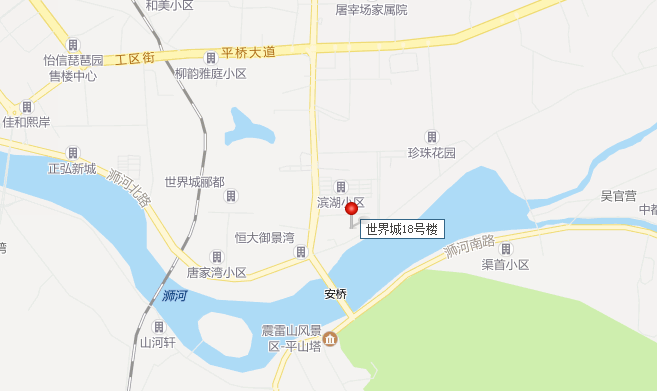 和美小区
屠宰场家属院
怡信琵琶园
售楼中心
工区街
平桥大道
柳韵雅庭小区
佳和熙岸
正弘新城
浉河北路
世界城郦都
珍珠花园
滨湖小区
世界城18号楼
吴官营
中都
恒大御景湾
浉河南路
渠首小区
唐家湾小区
湾
浉河
安桥
山河轩
震雷山风景
区-平山塔